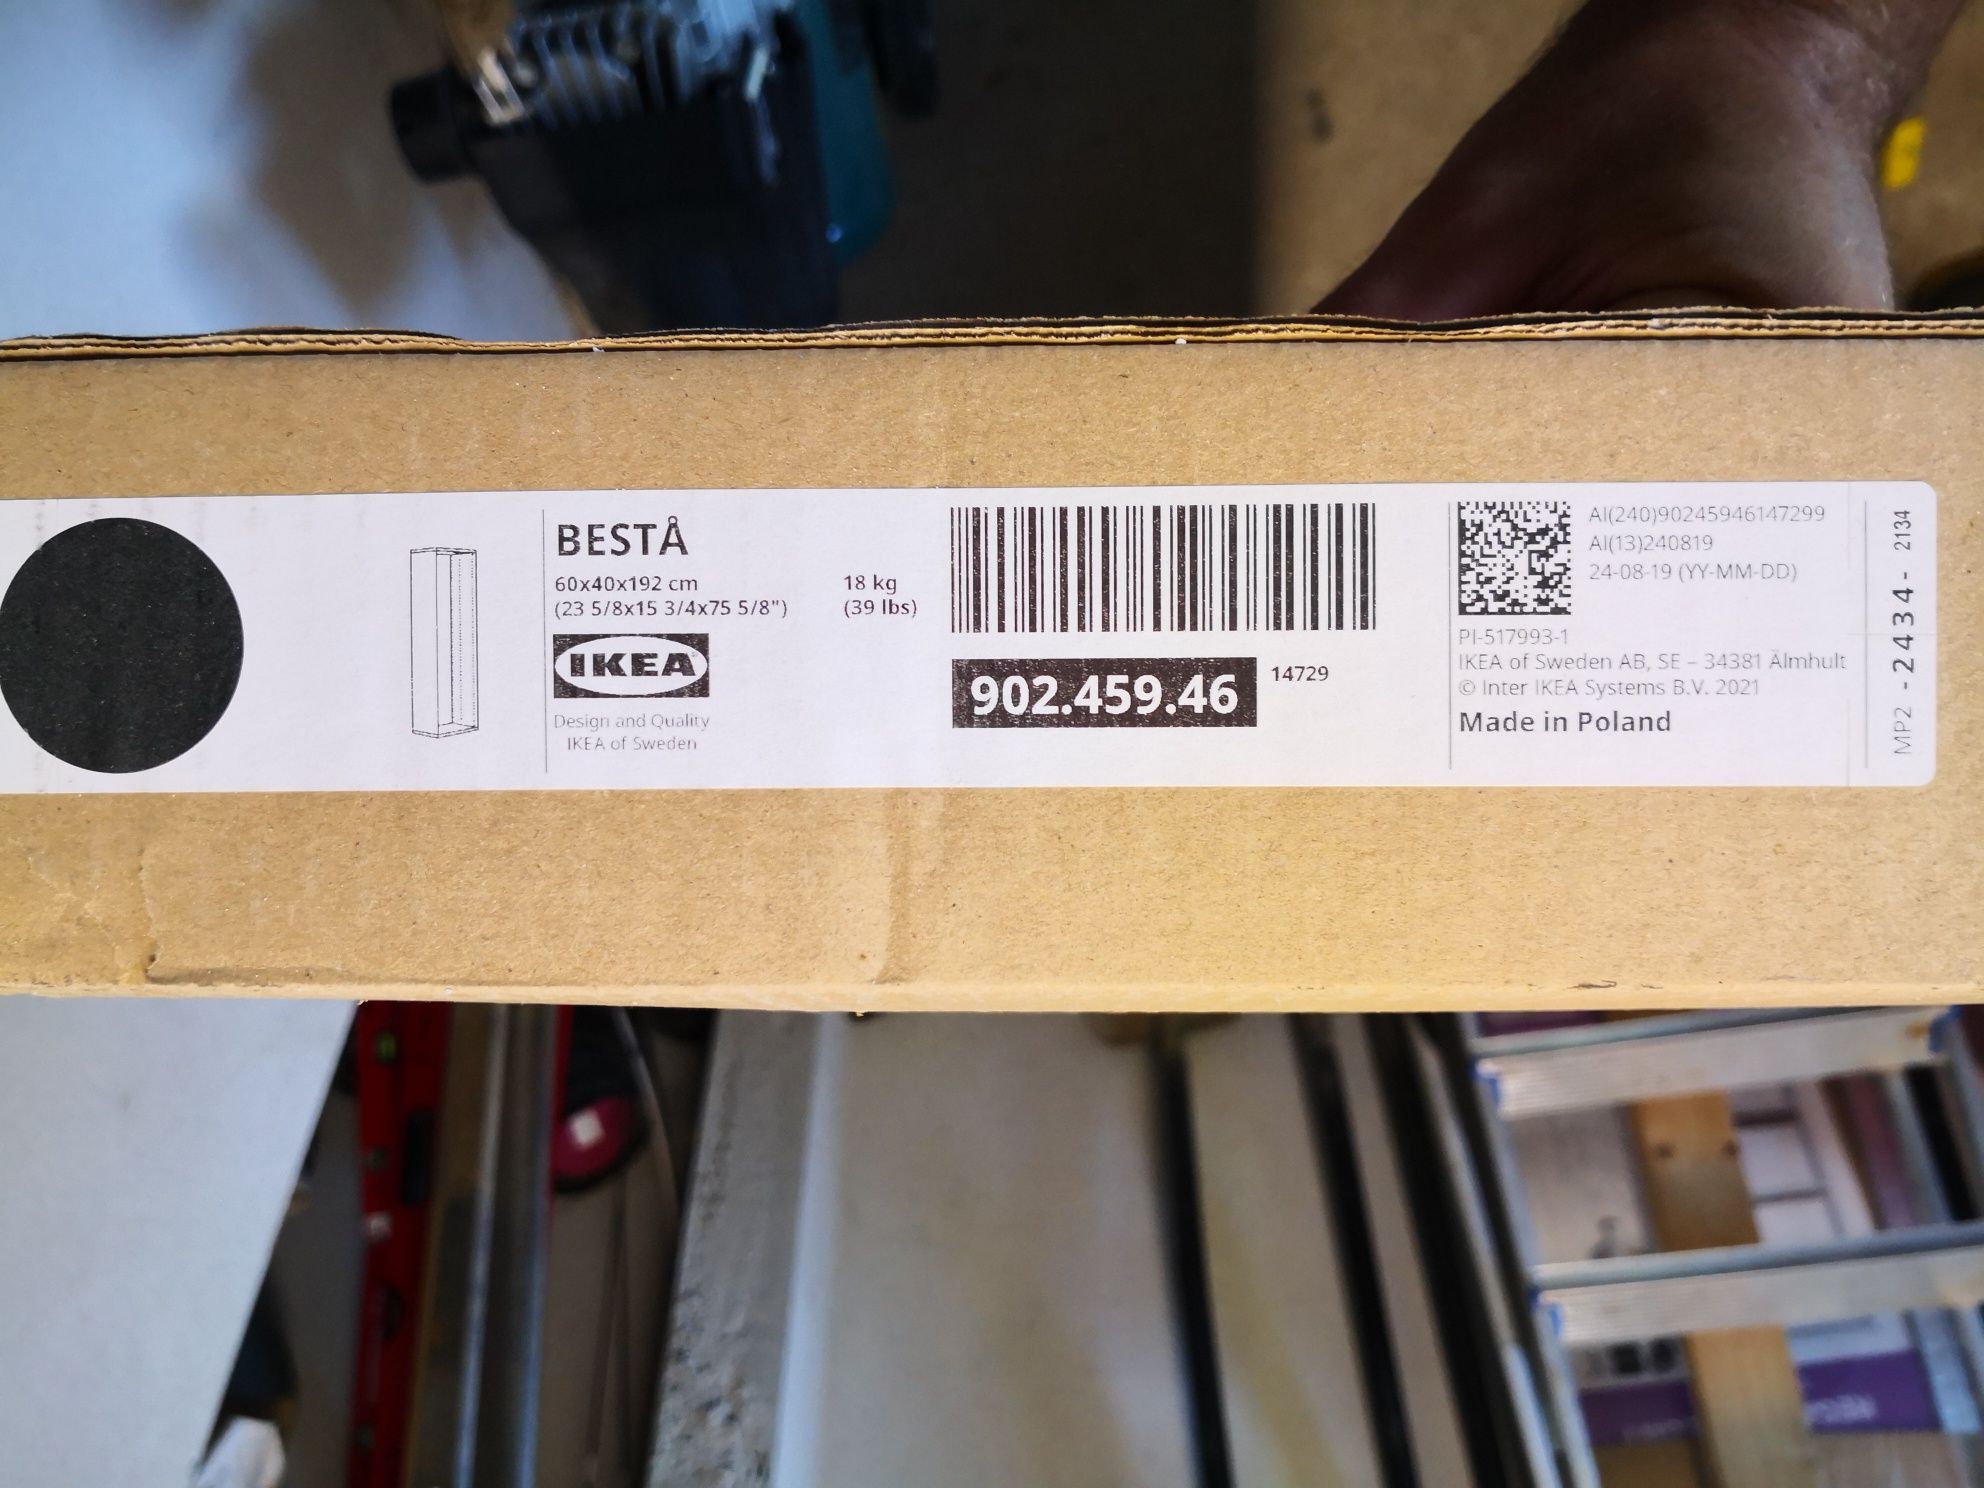 BESTÅ
60x40x192 cm
(23 5/8x15 3/4x75 5/8")
18 kg
(39 lbs)
IKEA
Design and Quality
IKEA of Sweden
902.459.46
14729
AI(240)90245946147299
AI(13)240819
24-08-19 (YY-MM-DD)
PI-517993-1
IKEA of Sweden AB, SE – 34381 Älmhult
© Inter IKEA Systems B.V. 2021
Made in Poland
MP2 -2434- 2134